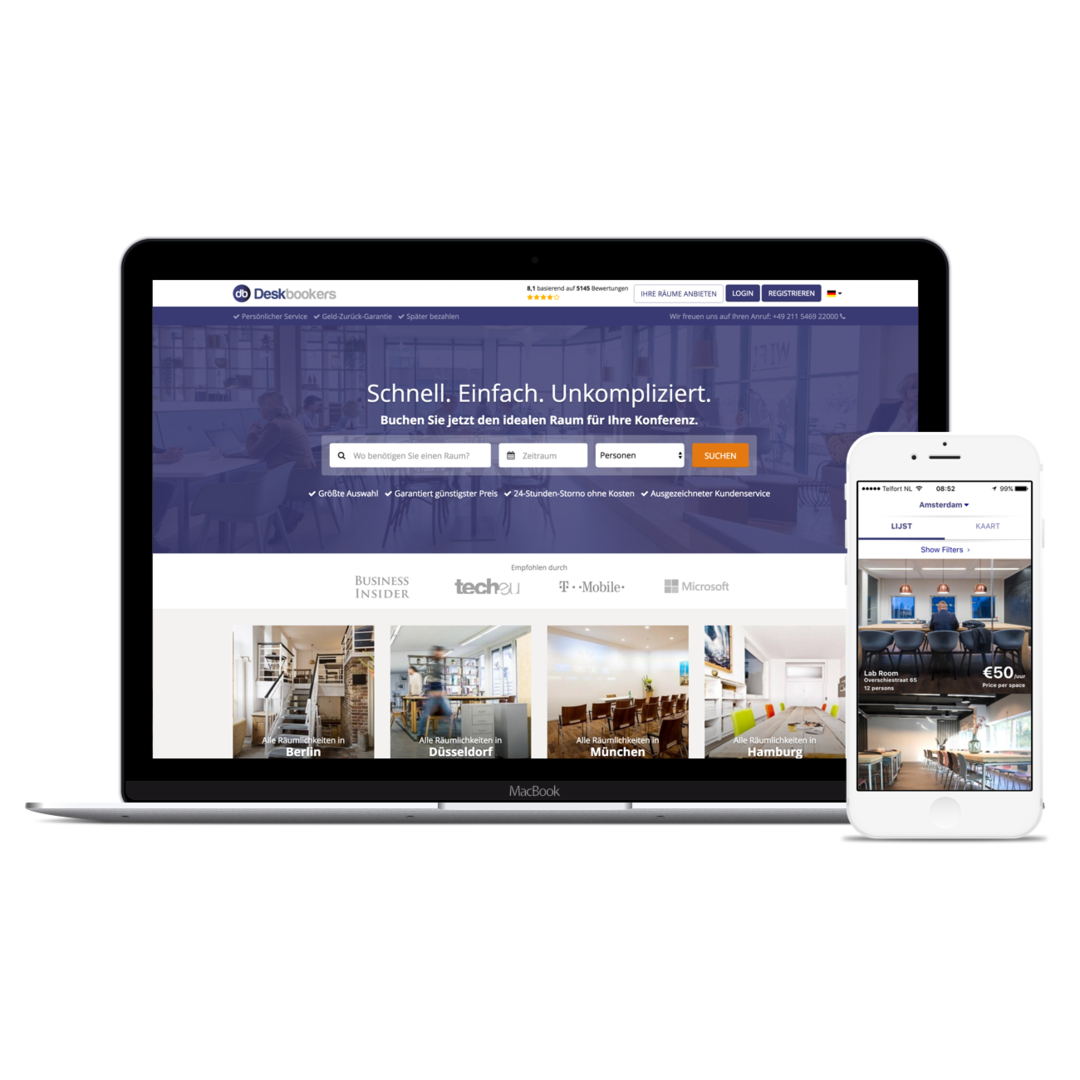 Deskbookers
8,1 basierend auf 5145 Bewertungen
IHRE RÄUME ANBIETEN
LOGIN
REGISTRIEREN
Persönlicher Service
Geld-Zurück-Garantie
Später bezahlen
Wir freuen uns auf Ihren Anruf: +49 211 5469 22000
Schnell. Einfach. Unkompliziert.
Buchen Sie jetzt den idealen Raum für Ihre Konferenz.
Wo benötigen Sie einen Raum?
Zeitraum
Personen
SUCHEN
Größte Auswahl
Garantiert günstigster Preis
24-Stunden-Storno ohne Kosten
Ausgezeichneter Kundenservice
Empfohlen durch
BUSINESS
INSIDER
techeu
T··Mobile·
Microsoft
Alle Räumlichkeiten in
Berlin
Alle Räumlichkeiten in
Düsseldorf
Alle Räumlichkeiten in
München
Alle Räumlichkeiten in
Hamburg
MacBook
Telfort NL
08:52
99%
Amsterdam
LIJST
KAART
Show Filters
Lab Room
Overschiestraat 65
12 persons
€50/uur
Price per space